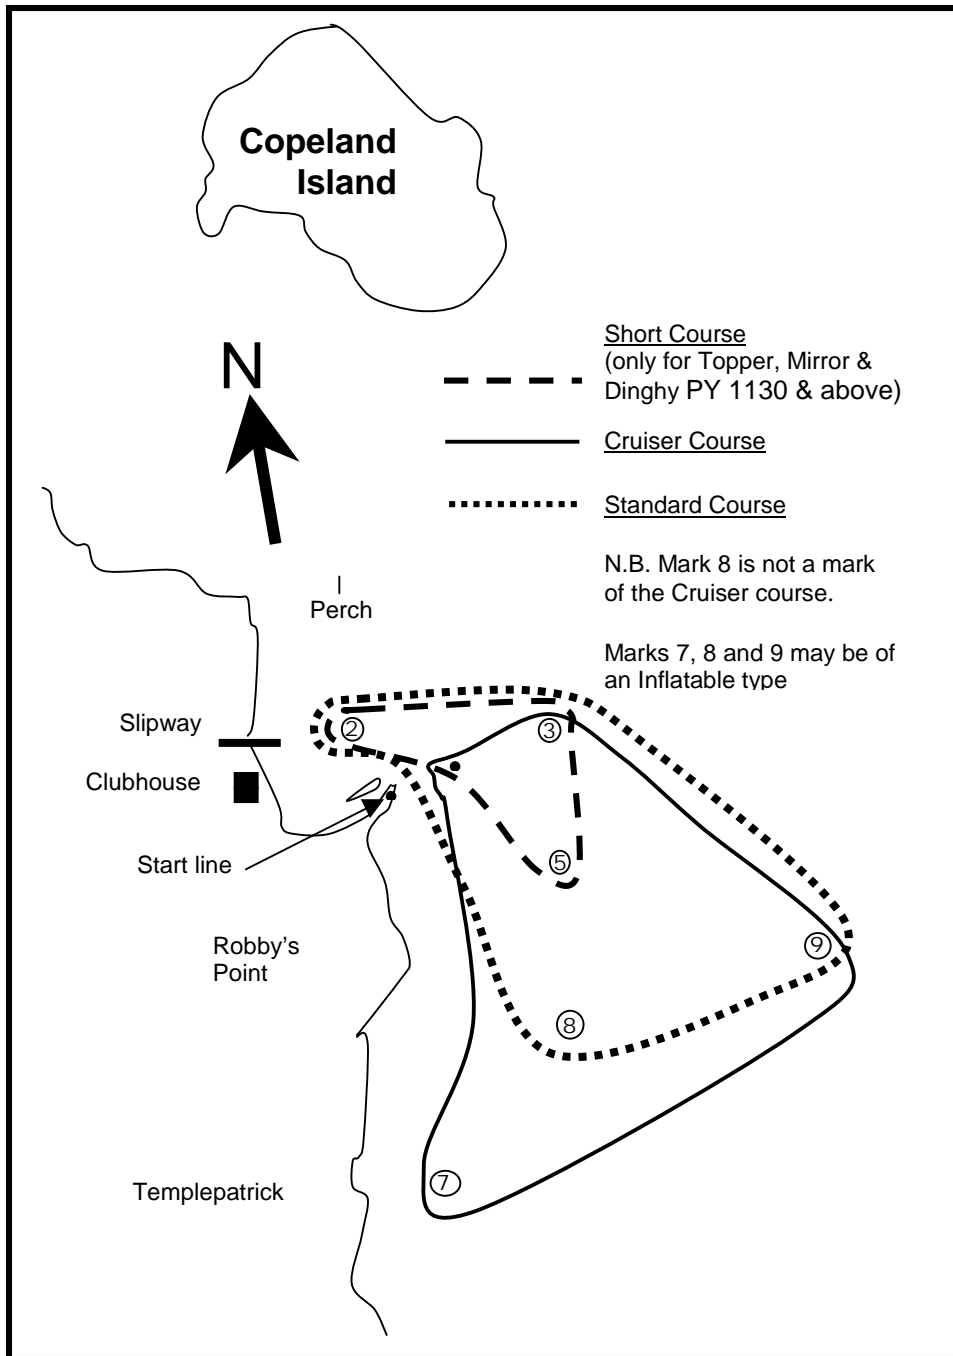 Copeland
Island
N
Short Course
(only for Topper, Mirror &
Dinghy PY 1130 & above)
Cruiser Course
Standard Course
N.B. Mark 8 is not a mark
of the Cruiser course.
Marks 7, 8 and 9 may be of
an Inflatable type
Perch
Slipway
Clubhouse
Start line
2
3
5
Robby’s
Point
9
8
7
Templepatrick